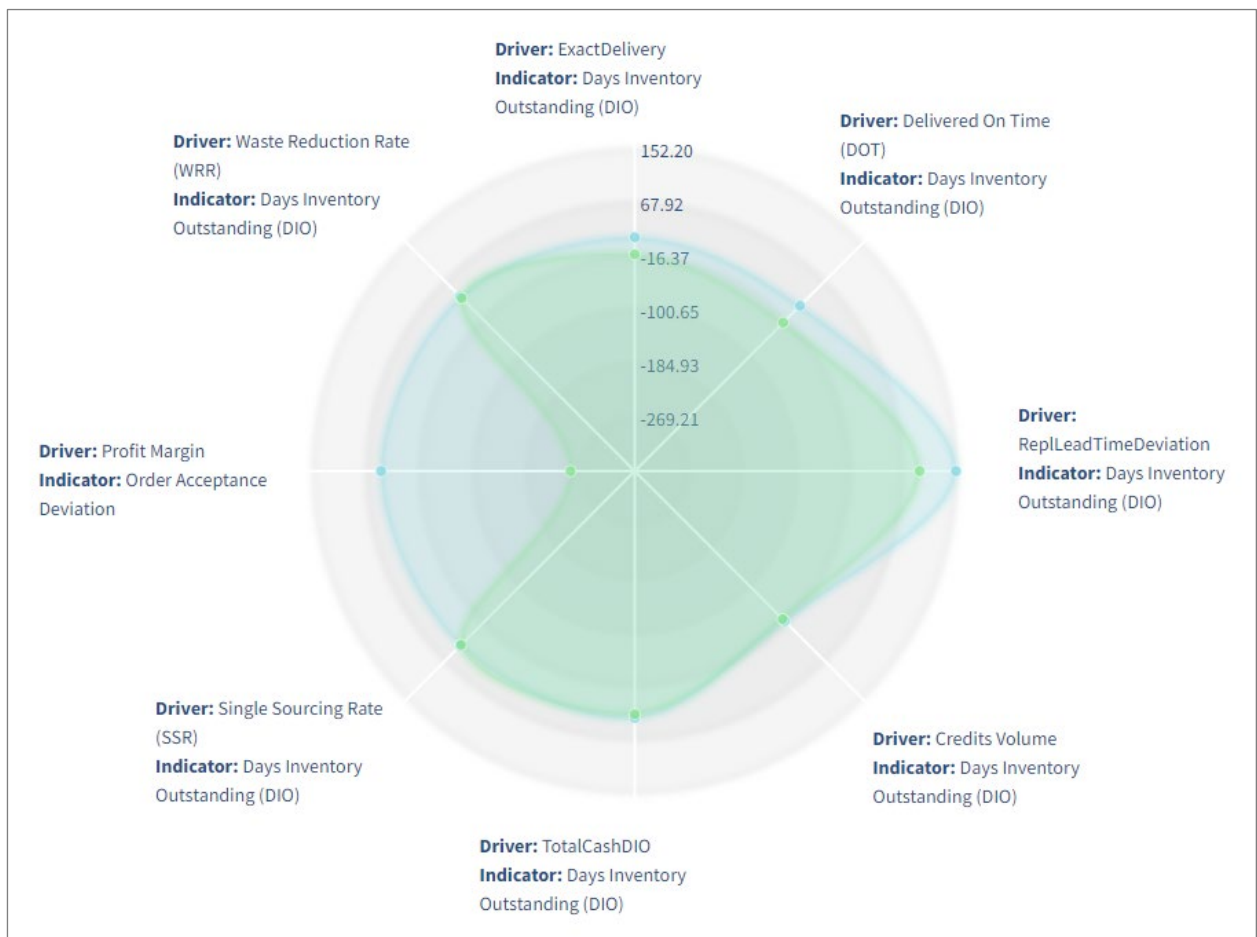 Driver: ExactDelivery
Indicator: Days Inventory
Outstanding (DIO)
Driver: Delivered On Time
(DOT)
Indicator: Days Inventory
Outstanding (DIO)
Driver: Waste Reduction Rate
(WRR)
Indicator: Days Inventory
Outstanding (DIO)
152.20
67.92
-16.37
-100.65
-184.93
-269.21
Driver:
ReplLeadTimeDeviation
Indicator: Days Inventory
Outstanding (DIO)
Driver: Profit Margin
Indicator: Order Acceptance
Deviation
Driver: Single Sourcing Rate
(SSR)
Indicator: Days Inventory
Outstanding (DIO)
Driver: Credits Volume
Indicator: Days Inventory
Outstanding (DIO)
Driver: TotalCashDIO
Indicator: Days Inventory
Outstanding (DIO)